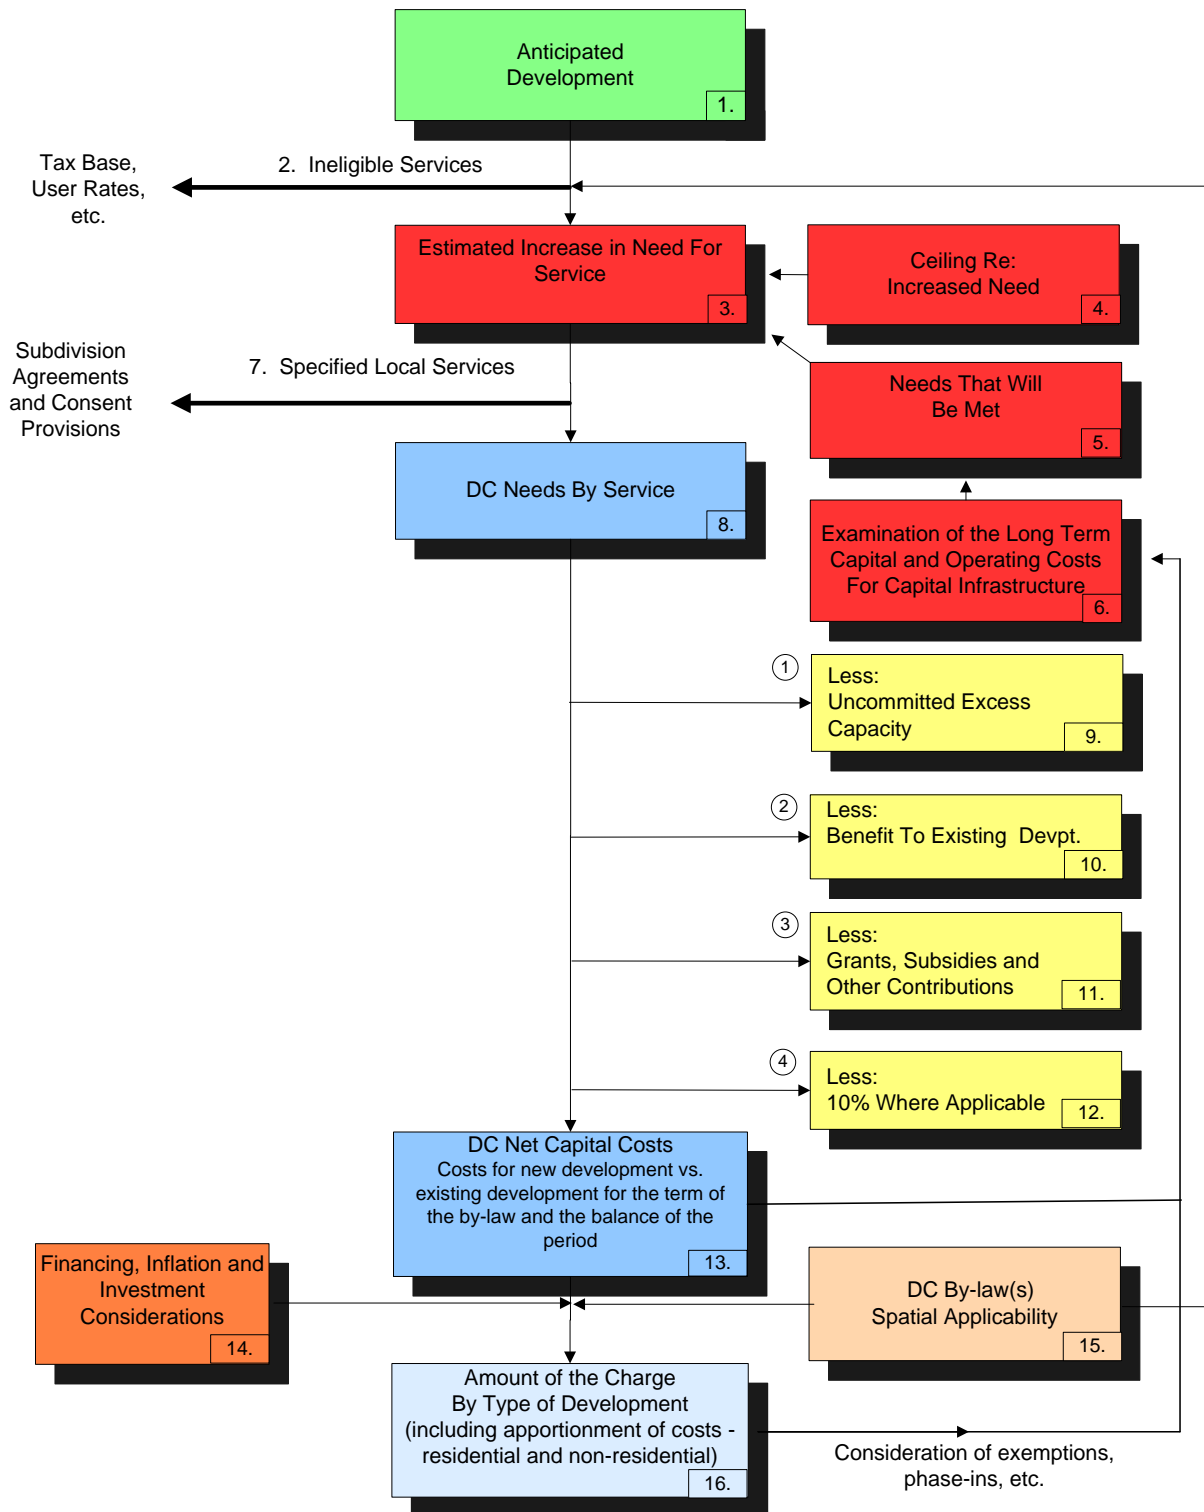 Anticipated
Development
1.
Tax Base,
User Rates,
etc.
2. Ineligible Services
Estimated Increase in Need For
Service
3.
Ceiling Re:
Increased Need
4.
Subdivision
Agreements
and Consent
Provisions
7. Specified Local Services
Needs That Will
Be Met
5.
DC Needs By Service
8.
Examination of the Long Term
Capital and Operating Costs
For Capital Infrastructure
6.
1
Less:
Uncommitted Excess
Capacity
9.
2
Less:
Benefit To Existing Devpt.
10.
3
Less:
Grants, Subsidies and
Other Contributions
11.
4
Less:
10% Where Applicable
12.
DC Net Capital Costs
Costs for new development vs.
existing development for the term of
the by-law and the balance of the
period
13.
Financing, Inflation and
Investment
Considerations
14.
DC By-law(s)
Spatial Applicability
15.
Amount of the Charge
By Type of Development
(including apportionment of costs -
residential and non-residential)
16.
Consideration of exemptions,
phase-ins, etc.